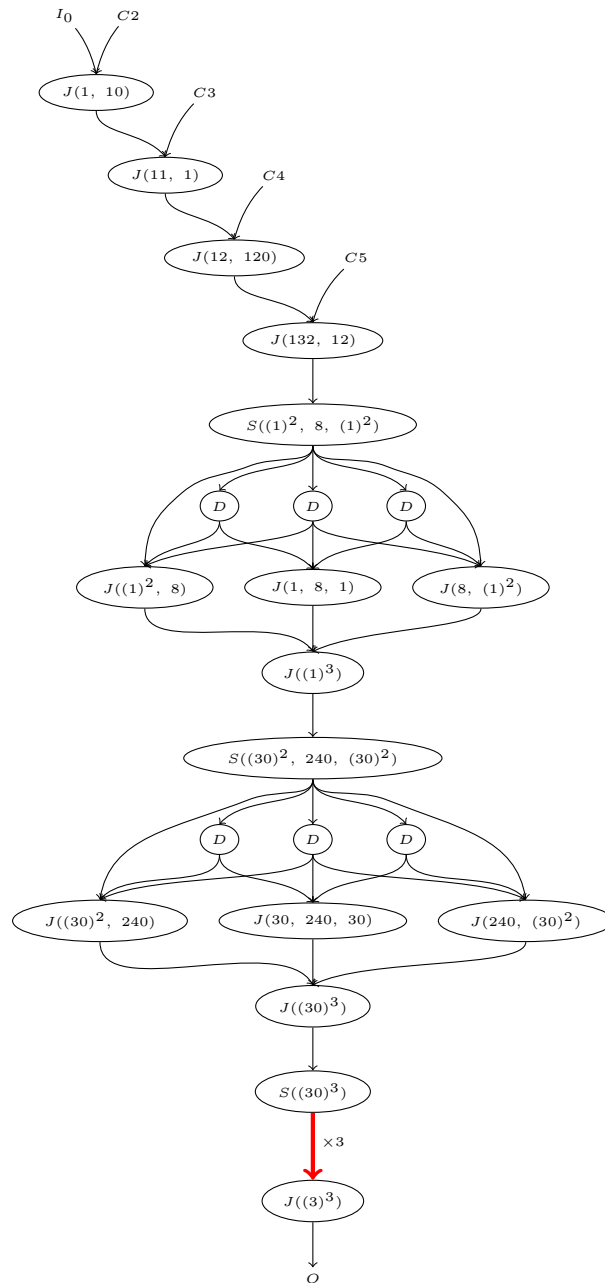 I₀ C2
J(1, 10)
C3
J(11, 1)
C4
J(12, 120)
C5
J(132, 12)
S((1)², 8, (1)²)
D D D
J((1)², 8) J(1, 8, 1) J(8, (1)²)
J((1)³)
S((30)², 240, (30)²)
D D D
J((30)², 240) J(30, 240, 30) J(240, (30)²)
J((30)³)
S((30)³)
×3
J((3)³)
O